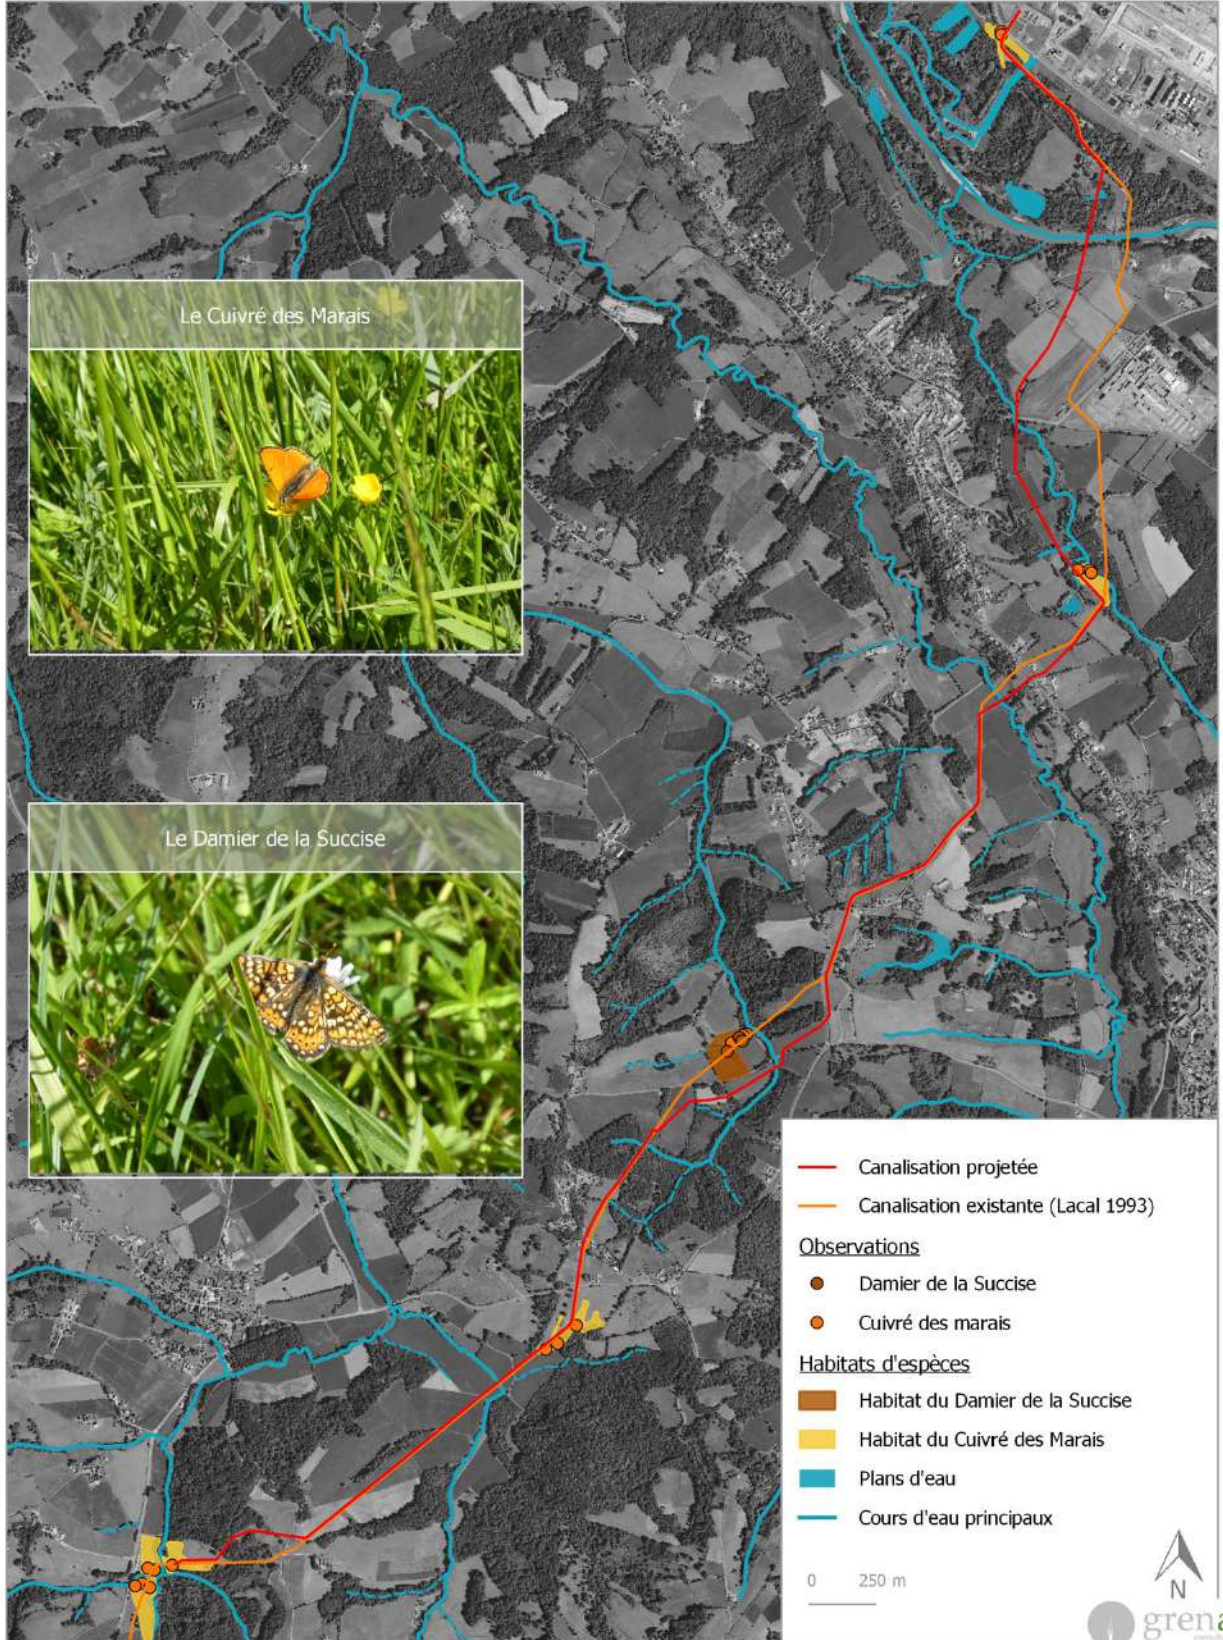 Le Cuivré des Marais
Le Damier de la Succise
Canalisation projetée
Canalisation existante (Lacal 1993)
Observations
Damier de la Succise
Cuivré des marais
Habitats d'espèces
Habitat du Damier de la Succise
Habitat du Cuivré des Marais
Plans d'eau
Cours d'eau principaux
0 250 m
N